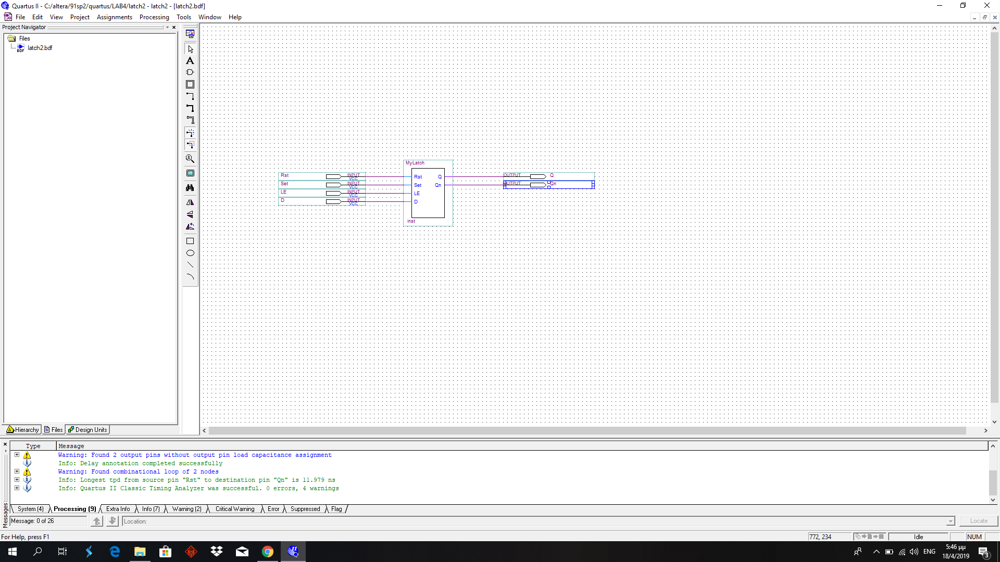 Quartus II - C:/altera/91sp2/quartus/LAB4/latch2 - latch2 - [latch2.bdf]
File Edit View Project Assignments Processing Tools Window Help
Project Navigator
Files
latch2.bdf
BDF
A
MyLatch
Rst INPUT VCC Rst Q OUTPUT Q
Set INPUT VCC Set Qn OUTPUT Qn
LE INPUT VCC LE
D INPUT VCC D
inst
Hierarchy Files Design Units
Type Message
Warning: Found 2 output pins without output pin load capacitance assignment
Info: Delay annotation completed successfully
Warning: Found combinational loop of 2 nodes
Info: Longest tpd from source pin "Rst" to destination pin "Qn" is 11.979 ns
Info: Quartus II Classic Timing Analyzer was successful. 0 errors, 4 warnings
System (4) Processing (9) Extra Info Info (7) Warning (2) Critical Warning Error Suppressed Flag
Messages
Message: 0 of 26 Location: Locate
For Help, press F1 772, 234 Idle NUM
ENG 5:46 μμ 3
18/4/2019